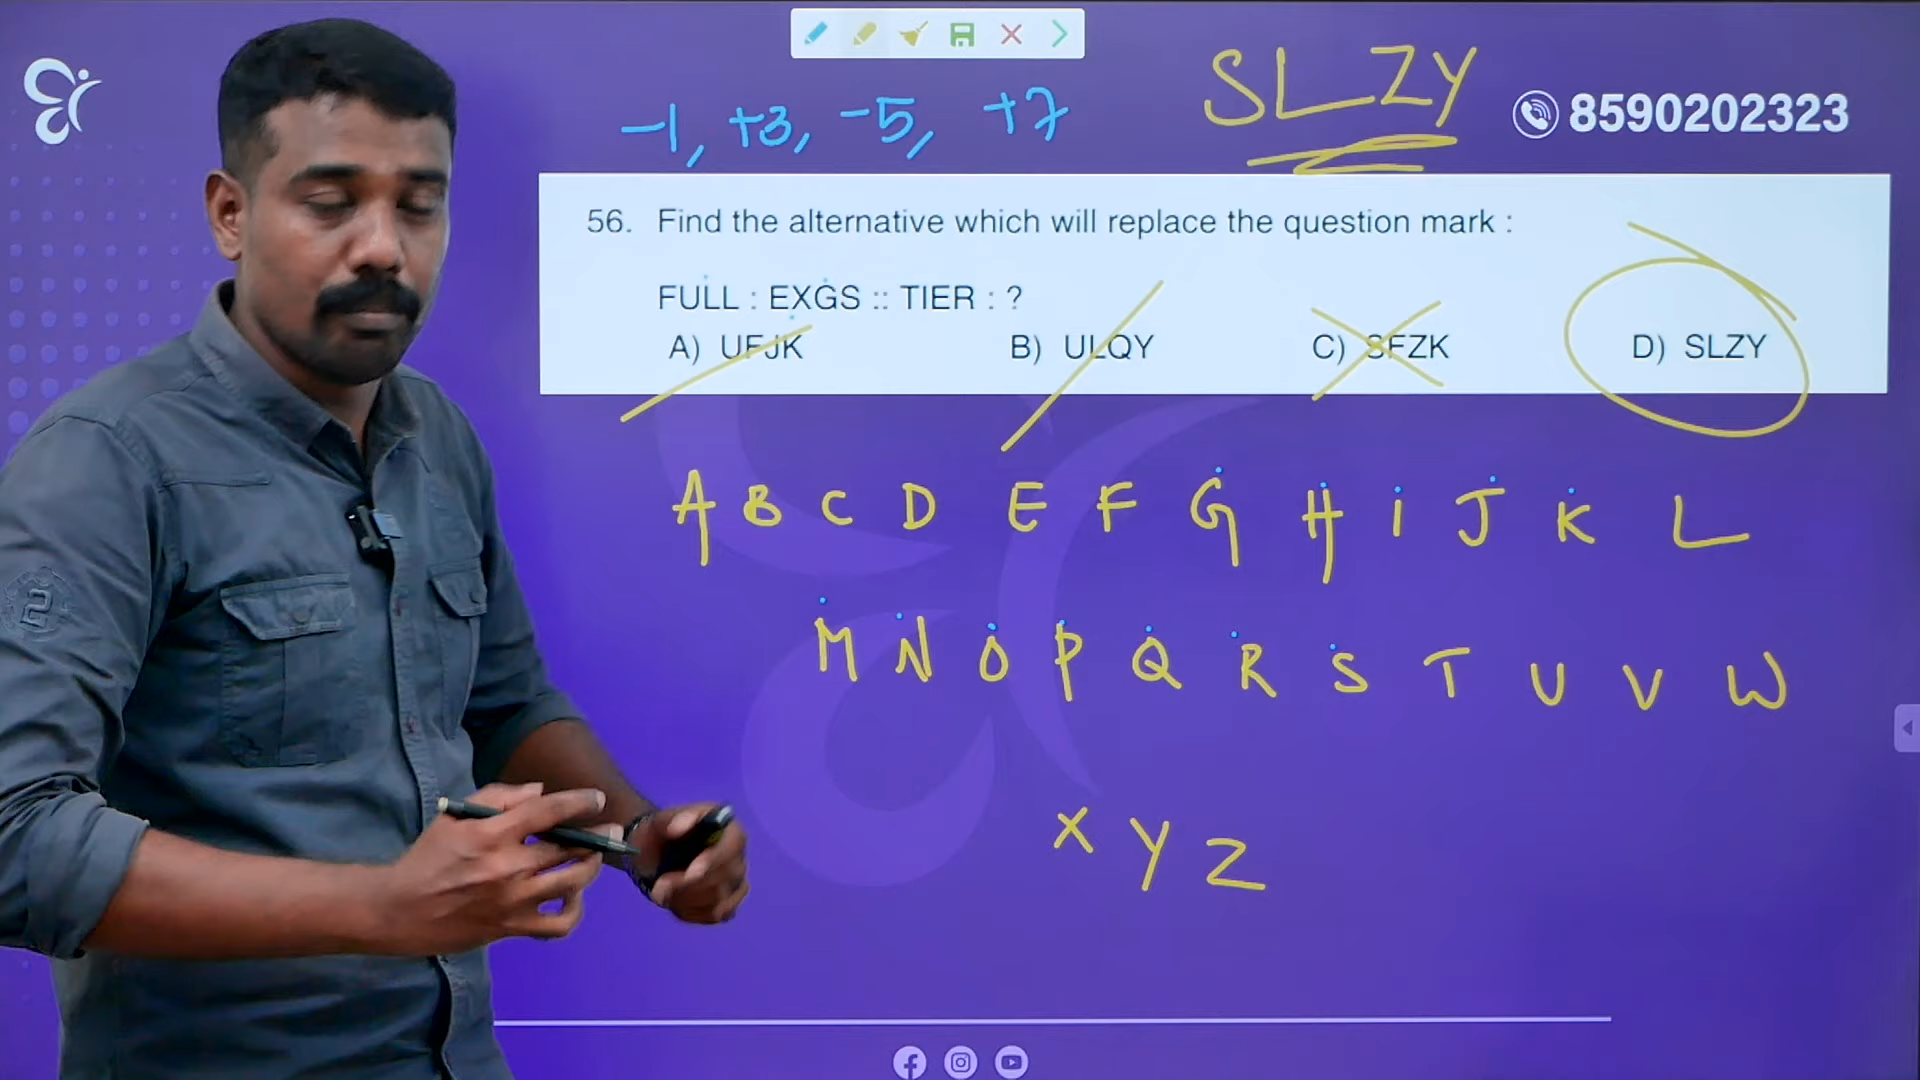 -1, +3, -5, +7
SLZY
8590202323
56. Find the alternative which will replace the question mark :
FULL : EXGS :: TIER : ?
A) UFJK B) ULQY C) SFZK D) SLZY
A B C D E F G H I J K L
M N O P Q R S T U V W
X Y Z
2